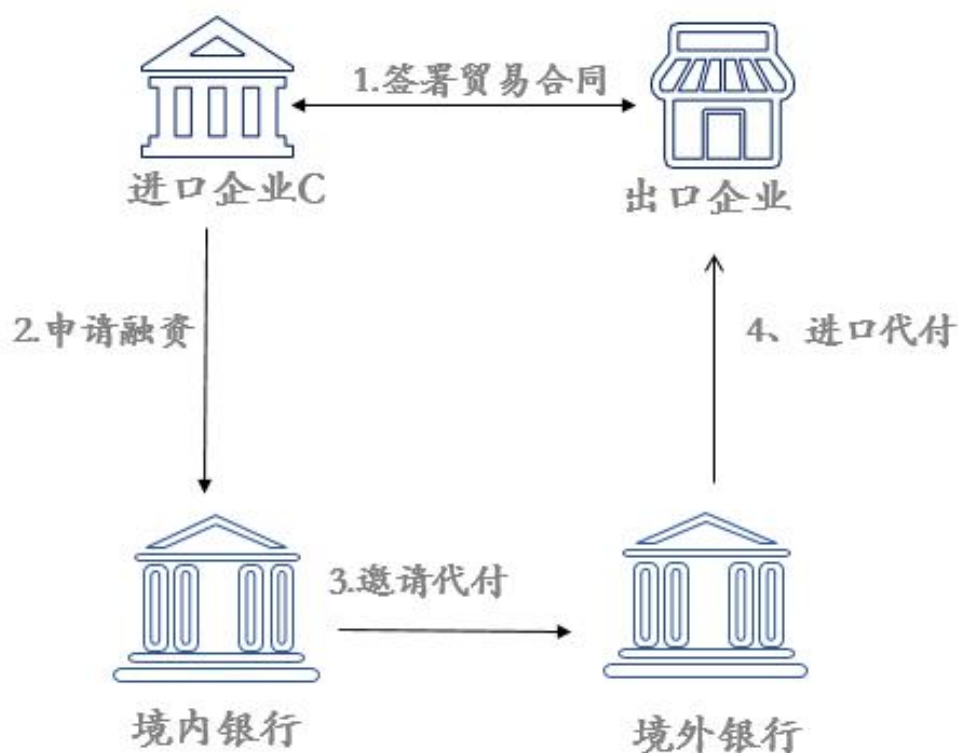 1.签署贸易合同
进口企业C
出口企业
2.申请融资
4、进口代付
3.邀请代付
境内银行
境外银行